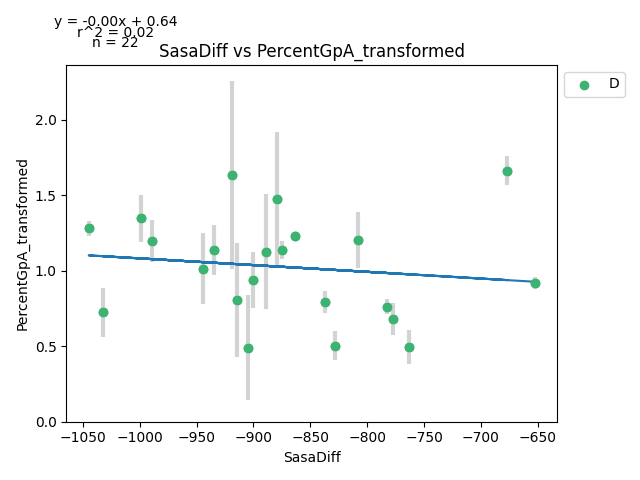 y = -0.00x + 0.64
r^2 = 0.02
n = 22
SasaDiff vs PercentGpA_transformed
D
PercentGpA_transformed
2.0
1.5
1.0
0.5
0.0
−1050 −1000 −950 −900 −850 −800 −750 −700 −650
SasaDiff